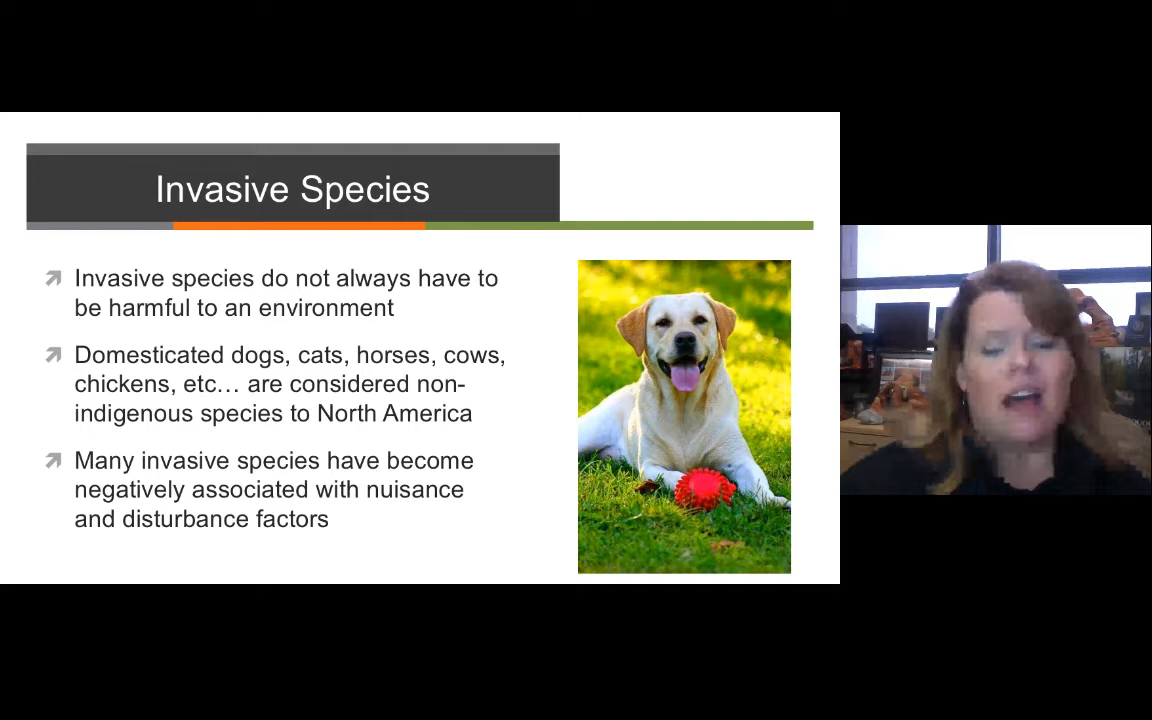 Invasive Species
Invasive species do not always have to
be harmful to an environment
Domesticated dogs, cats, horses, cows,
chickens, etc… are considered non-
indigenous species to North America
Many invasive species have become
negatively associated with nuisance
and disturbance factors